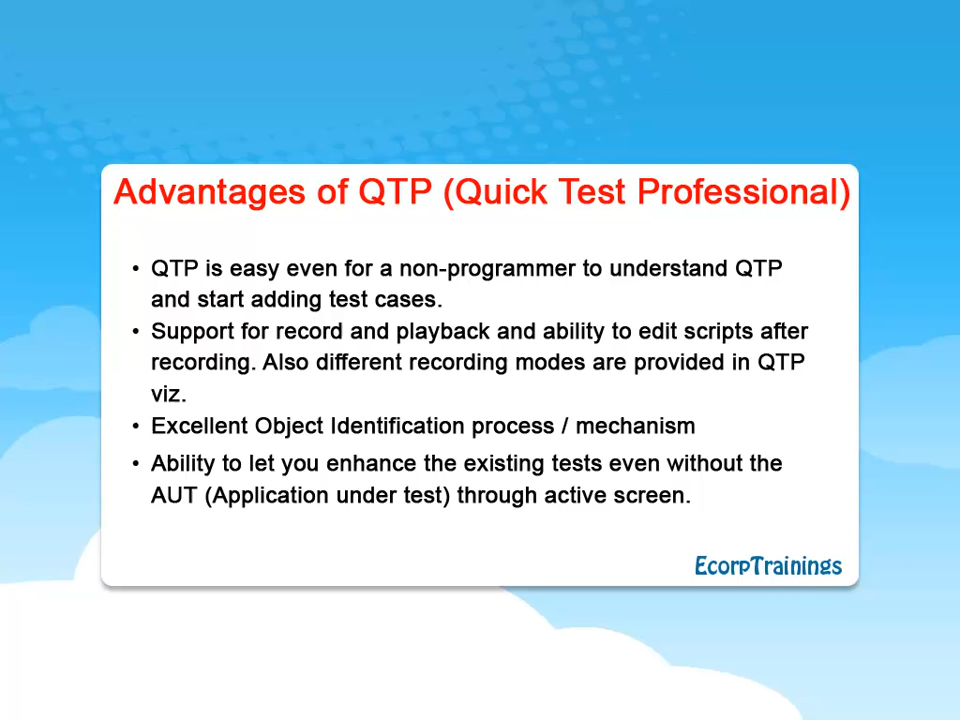 Advantages of QTP (Quick Test Professional)
• QTP is easy even for a non-programmer to understand QTP
and start adding test cases.
• Support for record and playback and ability to edit scripts after
recording. Also different recording modes are provided in QTP
viz.
• Excellent Object Identification process / mechanism
• Ability to let you enhance the existing tests even without the
AUT (Application under test) through active screen.
EcorpTrainings